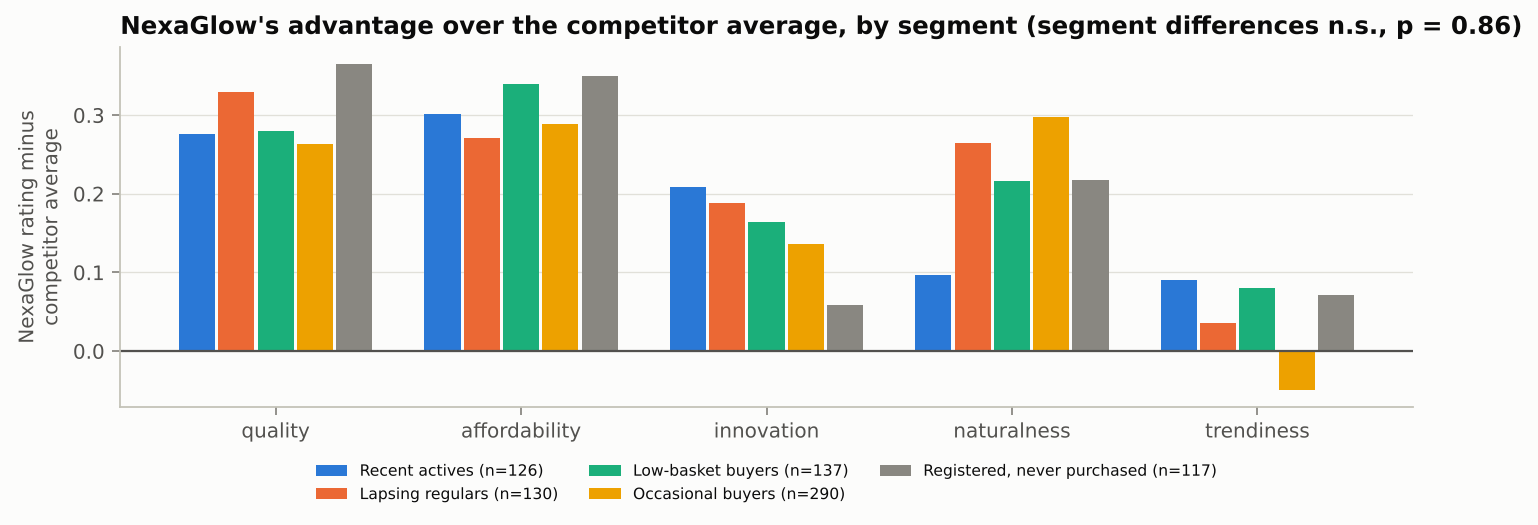 NexaGlow's advantage over the competitor average, by segment (segment differences n.s., p = 0.86)
NexaGlow rating minus
competitor average
0.3
0.2
0.1
0.0
quality
affordability
innovation
naturalness
trendiness
Recent actives (n=126)
Lapsing regulars (n=130)
Low-basket buyers (n=137)
Occasional buyers (n=290)
Registered, never purchased (n=117)